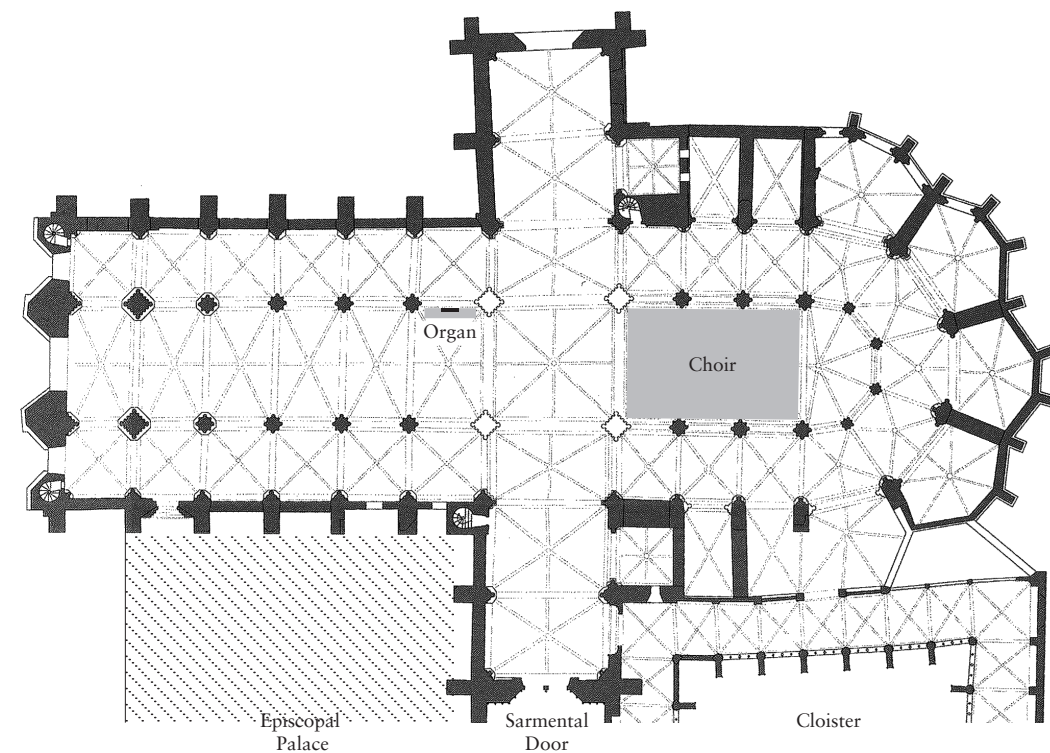 Organ
Choir
Episcopal
Palace
Sarmental
Door
Cloister